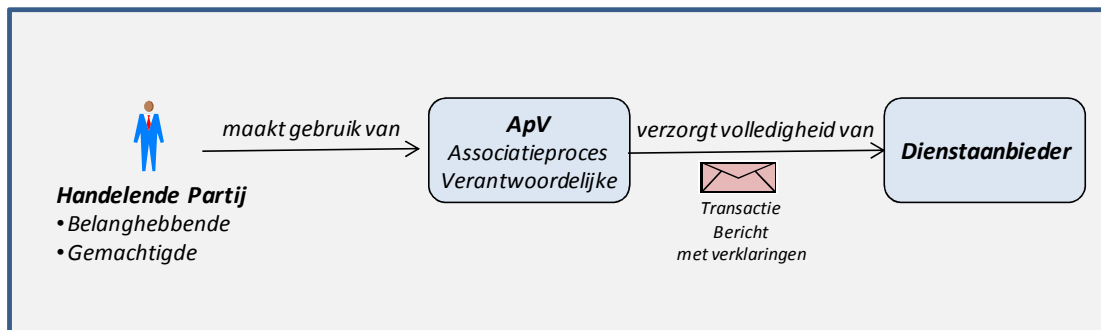 maakt gebruik van
ApV
Associatieproces
Verantwoordelijke
verzorgt volledigheid van
Dienstaanbieder
Handelende Partij
• Belanghebbende
• Gemachtigde
Transactie
Bericht
met verklaringen